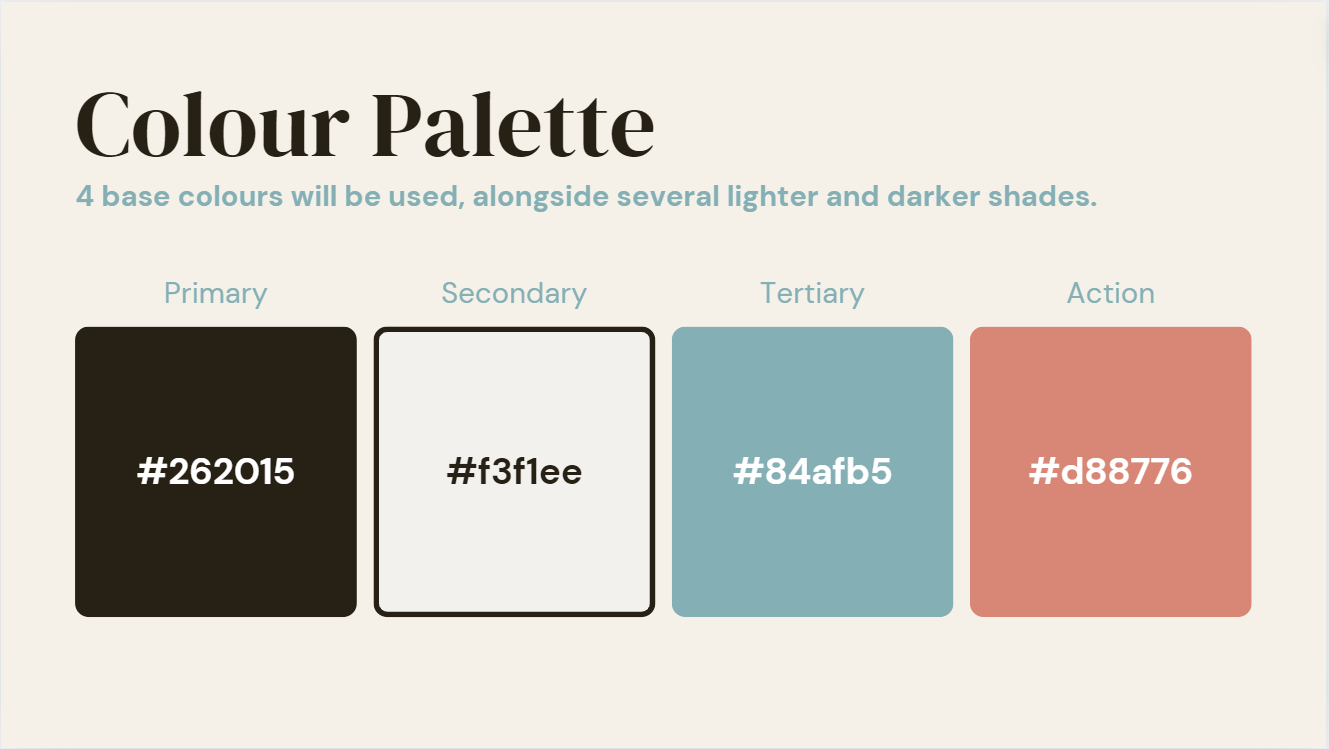 Colour Palette
4 base colours will be used, alongside several lighter and darker shades.
Primary
Secondary
Tertiary
Action
#262015
#f3f1ee
#84afb5
#d88776